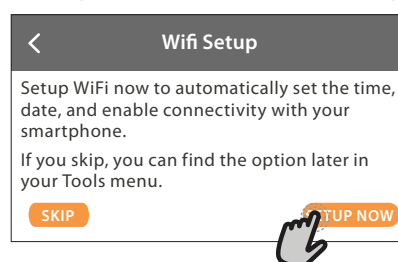 Wifi Setup
Setup WiFi now to automatically set the time,
date, and enable connectivity with your
smartphone.
If you skip, you can find the option later in
your Tools menu.
SKIP
TUP NOW